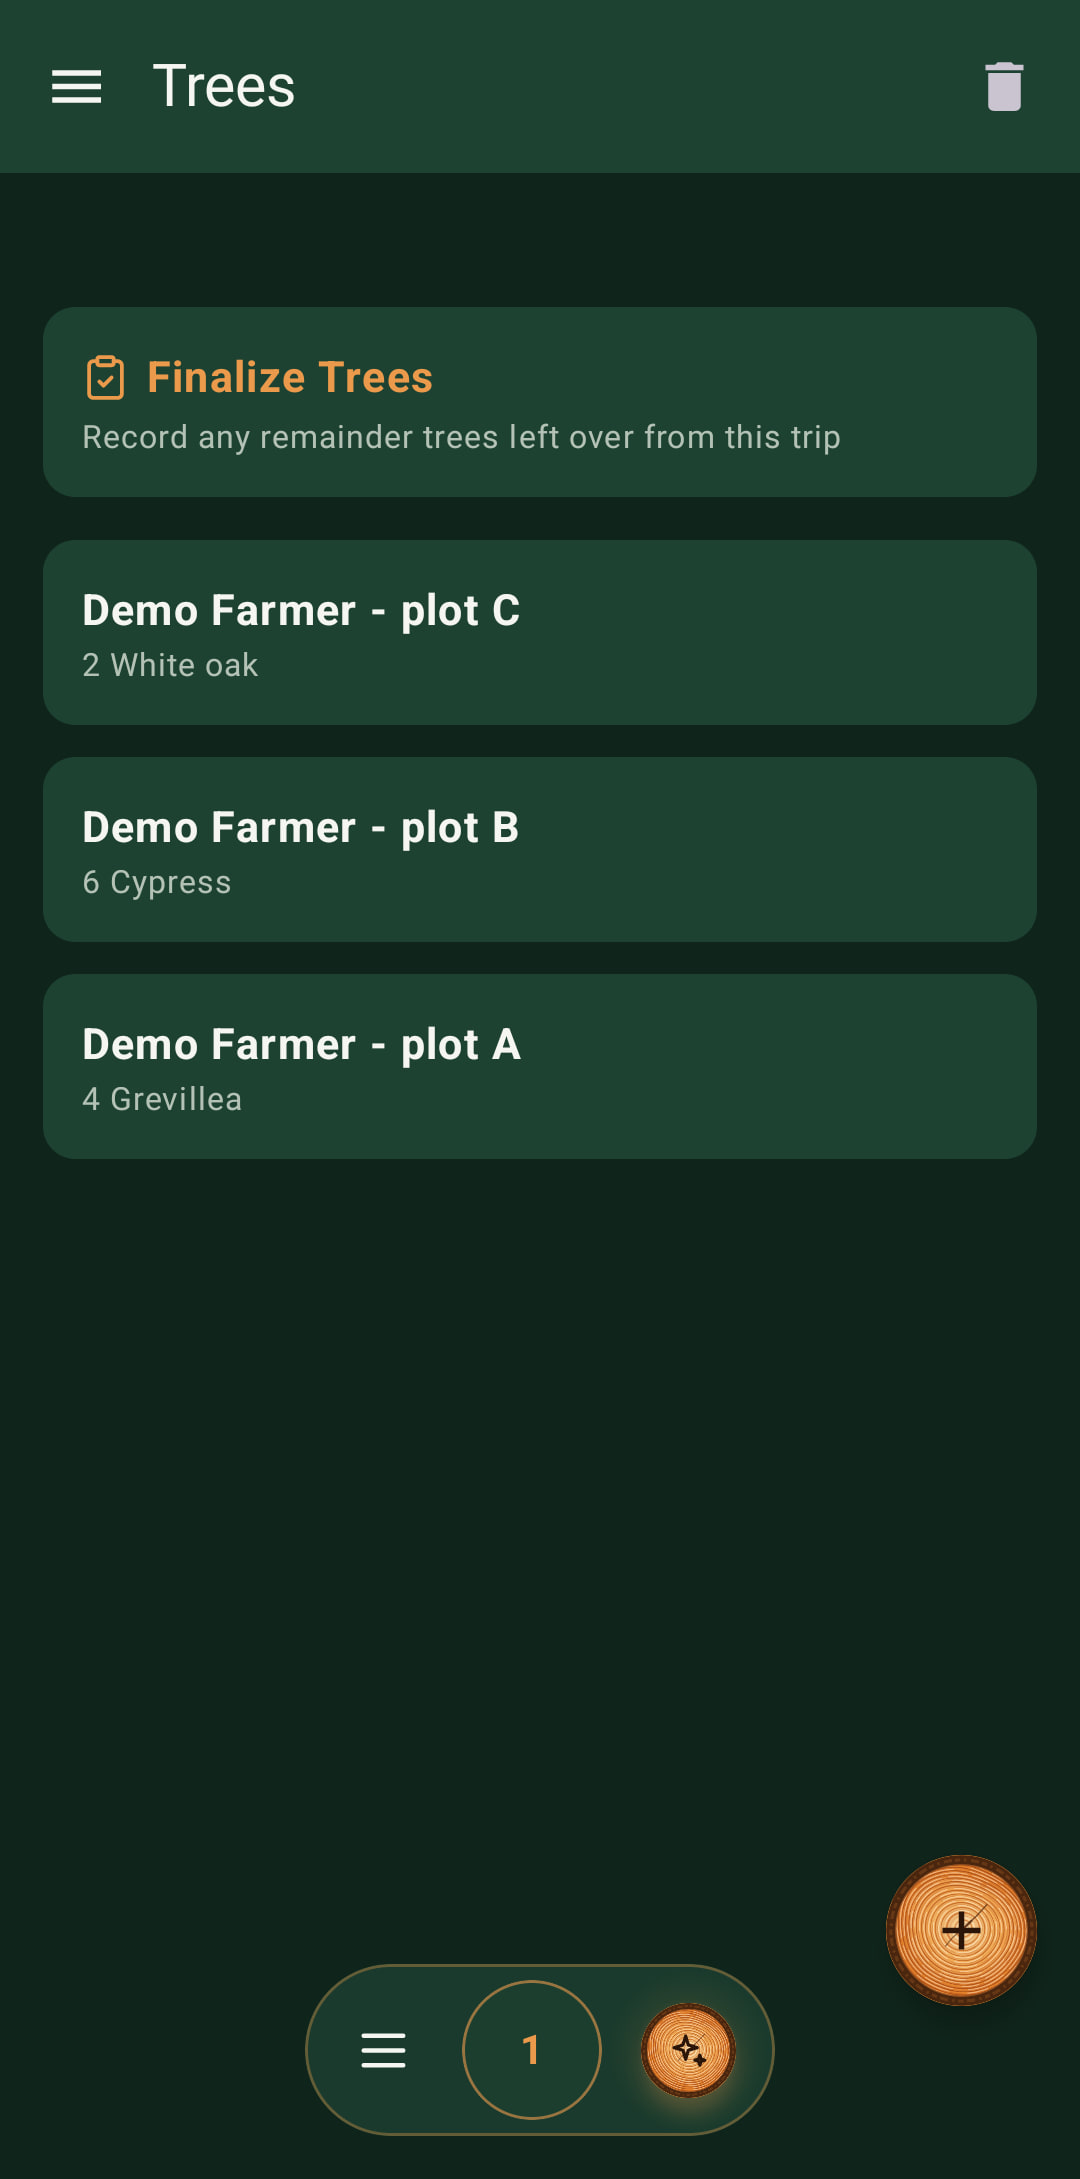 Trees
Finalize Trees
Record any remainder trees left over from this trip
Demo Farmer - plot C
2 White oak
Demo Farmer - plot B
6 Cypress
Demo Farmer - plot A
4 Grevillea
1